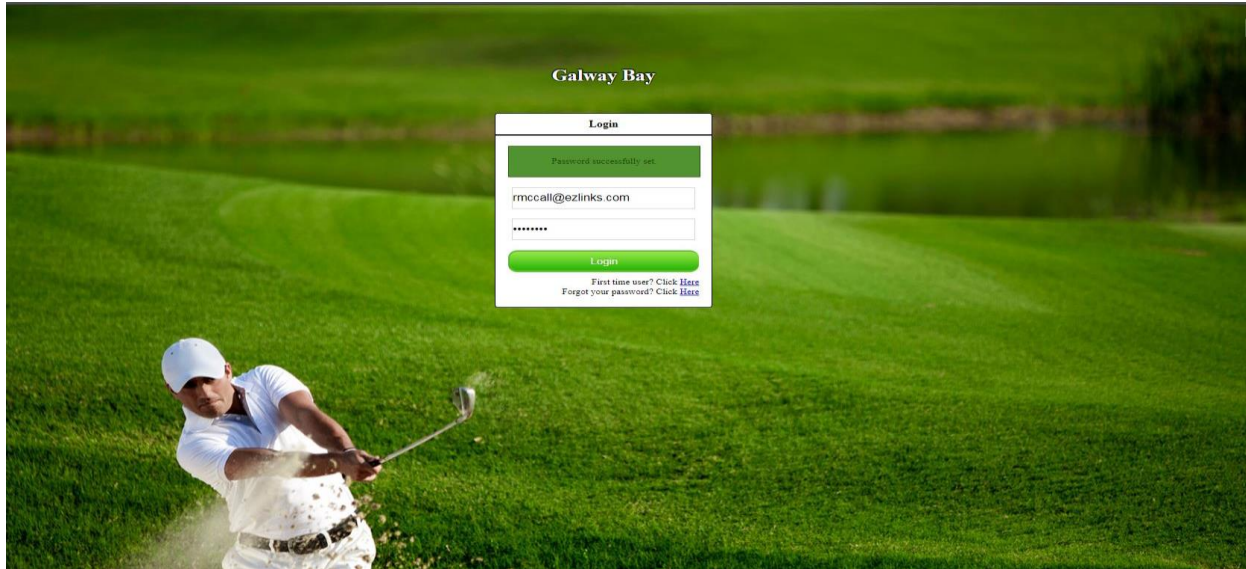 Galway Bay
Login
Password successfully set.
rmccall@ezlinks.com
••••••••
Login
First time user? Click Here
Forgot your password? Click Here